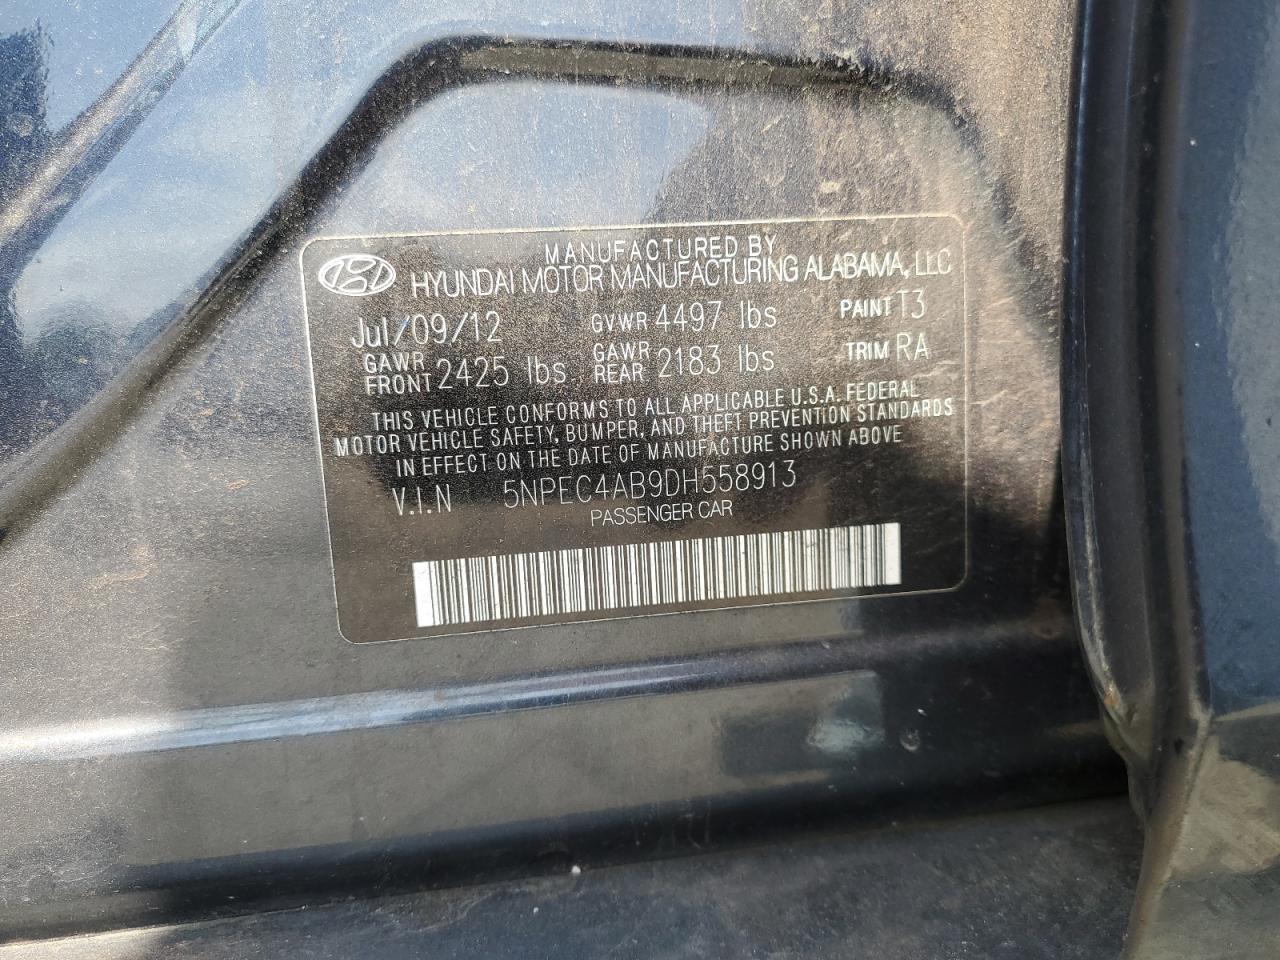 MANUFACTURED BY
HYUNDAI MOTOR MANUFACTURING ALABAMA, LLC
Jul/09/12 GVWR 4497 lbs PAINT T3
GAWR FRONT 2425 lbs GAWR REAR 2183 lbs TRIM RA
THIS VEHICLE CONFORMS TO ALL APPLICABLE U.S.A. FEDERAL
MOTOR VEHICLE SAFETY, BUMPER, AND THEFT PREVENTION STANDARDS
IN EFFECT ON THE DATE OF MANUFACTURE SHOWN ABOVE
V.I.N 5NPEC4AB9DH558913
PASSENGER CAR